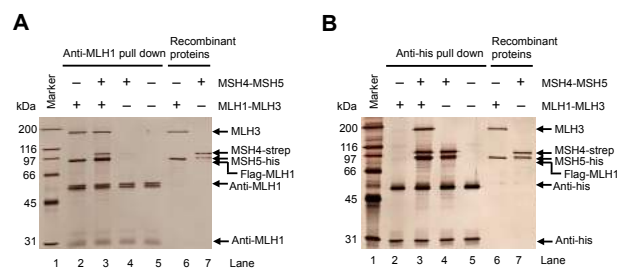 A
Anti-MLH1 pull down
Recombinant proteins
Marker
– + + – – + MSH4-MSH5
+ + – – + – MLH1-MLH3
kDa
200
116
97
66
45
31
MLH3
MSH4-strep
MSH5-his
Flag-MLH1
Anti-MLH1
Anti-MLH1
1 2 3 4 5 6 7 Lane
B
Anti-his pull down
Recombinant proteins
Marker
– + + – – + MSH4-MSH5
+ + – – + – MLH1-MLH3
kDa
200
116
97
66
45
31
MLH3
MSH4-strep
MSH5-his
Flag-MLH1
Anti-his
Anti-his
1 2 3 4 5 6 7 Lane